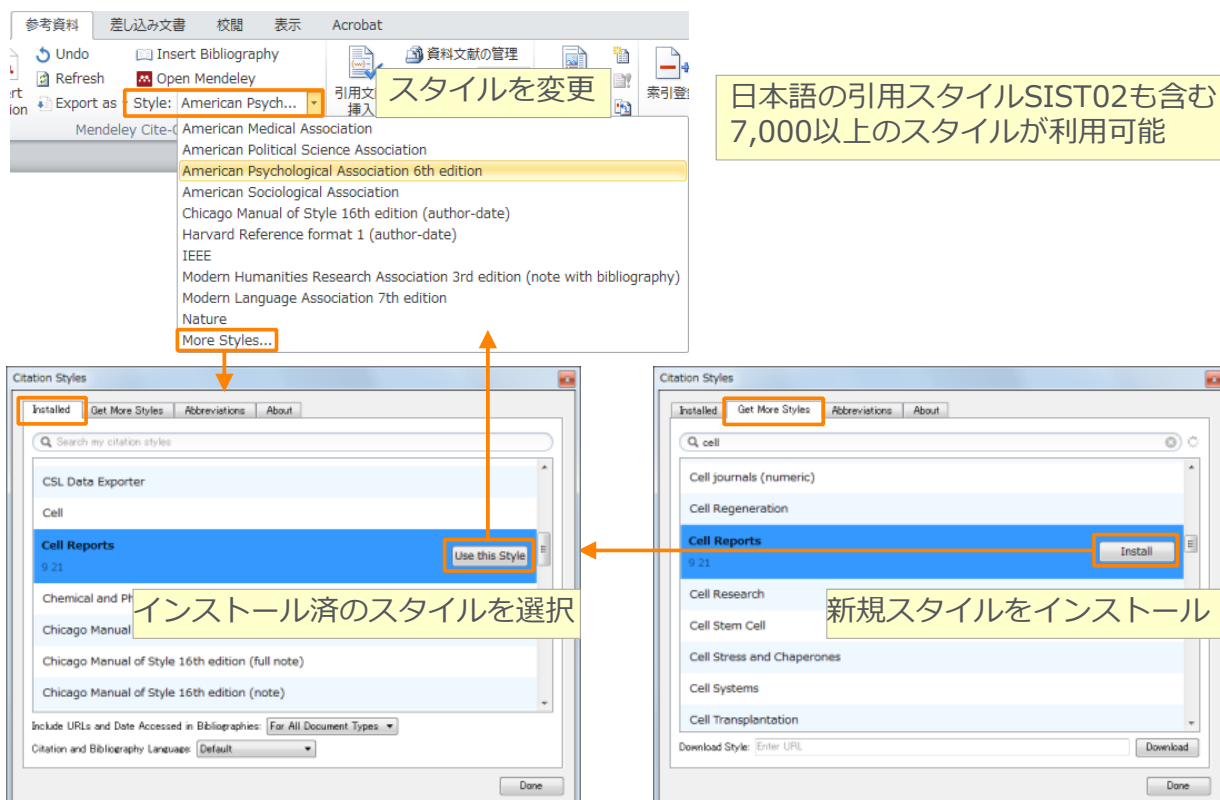 参考資料 差し込み文書 校閲 表示 Acrobat
Undo Insert Bibliography 資料文献の管理
Refresh Open Mendeley
Export as Style: American Psych...
引用文
挿入
索引登
Mendeley Cite-O
スタイルを変更
日本語の引用スタイルSIST02も含む
7,000以上のスタイルが利用可能
American Medical Association
American Political Science Association
American Psychological Association 6th edition
American Sociological Association
Chicago Manual of Style 16th edition (author-date)
Harvard Reference format 1 (author-date)
IEEE
Modern Humanities Research Association 3rd edition (note with bibliography)
Modern Language Association 7th edition
Nature
More Styles...
Citation Styles
Installed Get More Styles Abbreviations About
Search my citation styles
CSL Data Exporter
Cell
Cell Reports
9 21
Use this Style
Chemical and Ph
インストール済のスタイルを選択
Chicago Manual
Chicago Manual of Style 16th edition (full note)
Chicago Manual of Style 16th edition (note)
Include URLs and Date Accessed in Bibliographies: For All Document Types
Citation and Bibliography Language: Default
Done
Citation Styles
Installed Get More Styles Abbreviations About
cell
Cell journals (numeric)
Cell Regeneration
Cell Reports
9 21
Install
Cell Research
新規スタイルをインストール
Cell Stem Cell
Cell Stress and Chaperones
Cell Systems
Cell Transplantation
Download Style: Enter URL Download
Done